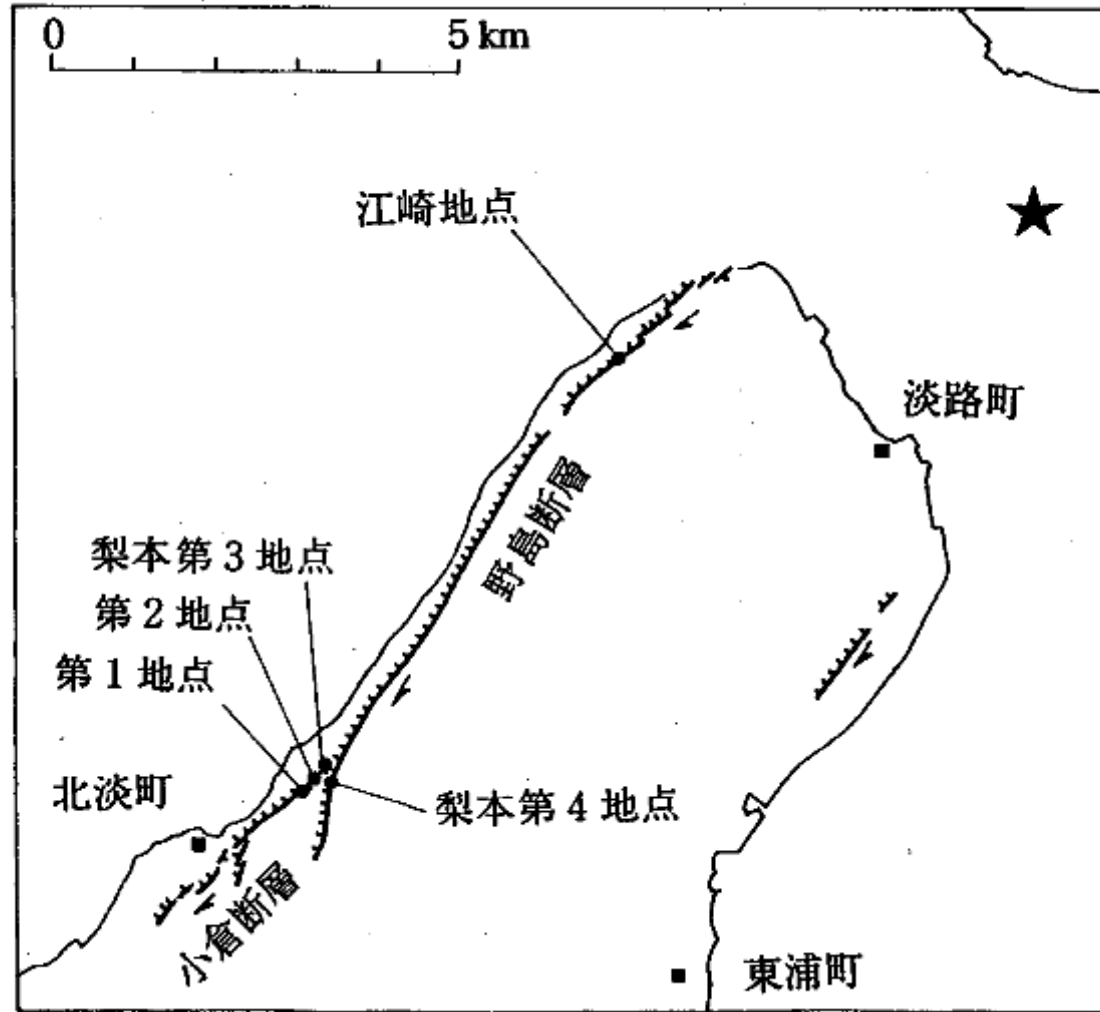 0 5 km
江崎地点
淡路町
野島断層
梨本第3地点
第2地点
第1地点
北淡町
梨本第4地点
小倉断層
東浦町